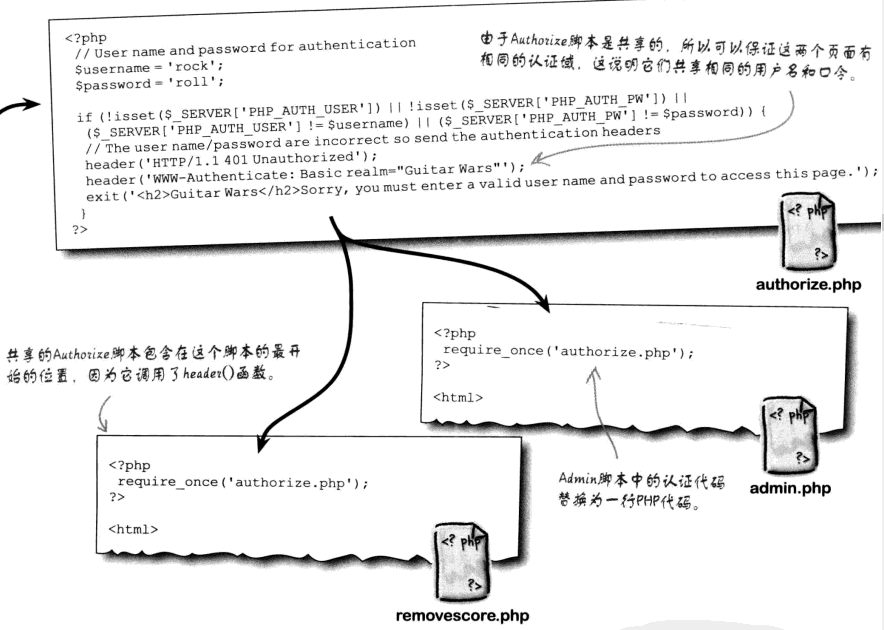 <?php
// User name and password for authentication
$username = 'rock';
$password = 'roll';
由于Authorize脚本是共享的，所以可以保证这两个页面有
相同的认证域，这说明它们共享相同的用户名和口令。
if (!isset($_SERVER['PHP_AUTH_USER']) || !isset($_SERVER['PHP_AUTH_PW']) ||
($_SERVER['PHP_AUTH_USER'] != $username) || ($_SERVER['PHP_AUTH_PW'] != $password)) {
// The user name/password are incorrect so send the authentication headers
header('HTTP/1.1 401 Unauthorized');
header('WWW-Authenticate: Basic realm="Guitar Wars"');
exit('<h2>Guitar Wars</h2>Sorry, you must enter a valid user name and password to access this page.');
}
?>
<? php
?>
authorize.php
共享的Authorize脚本包含在这个脚本的最开
始的位置，因为它调用了header()函数。
<?php
require_once('authorize.php');
?>
<html>
<? php
?>
admin.php
Admin脚本中的认证代码
替换为一行PHP代码。
<?php
require_once('authorize.php');
?>
<html>
<? php
?>
removescore.php